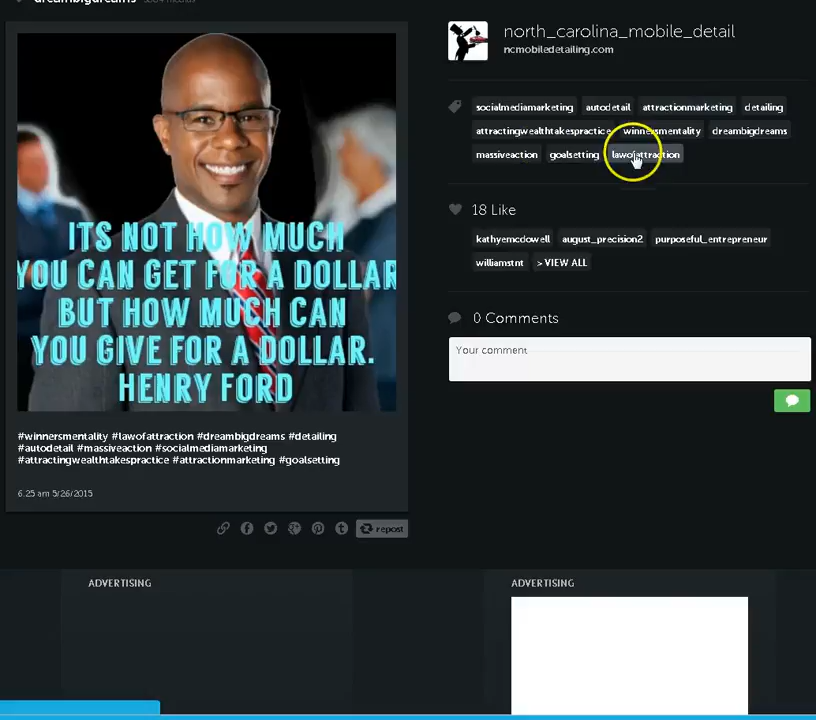 dreambigdreams
north_carolina_mobile_detail
ncmobiledetailing.com
socialmediamarketing autodetail attractionmarketing detailing
attractingwealthtakespractice winnersmentality dreambigdreams
massiveaction goalsetting lawofattraction
18 Like
kathyemcdowell august_precision2 purposeful_entrepreneur
williamstnt > VIEW ALL
0 Comments
Your comment
ITS NOT HOW MUCH
YOU CAN GET FOR A DOLLAR
BUT HOW MUCH CAN
YOU GIVE FOR A DOLLAR.
HENRY FORD
#winnersmentality #lawofattraction #dreambigdreams #detailing
#autodetail #massiveaction #socialmediamarketing
#attractingwealthtakespractice #attractionmarketing #goalsetting
6:25 am 5/26/2015
repost
ADVERTISING
ADVERTISING